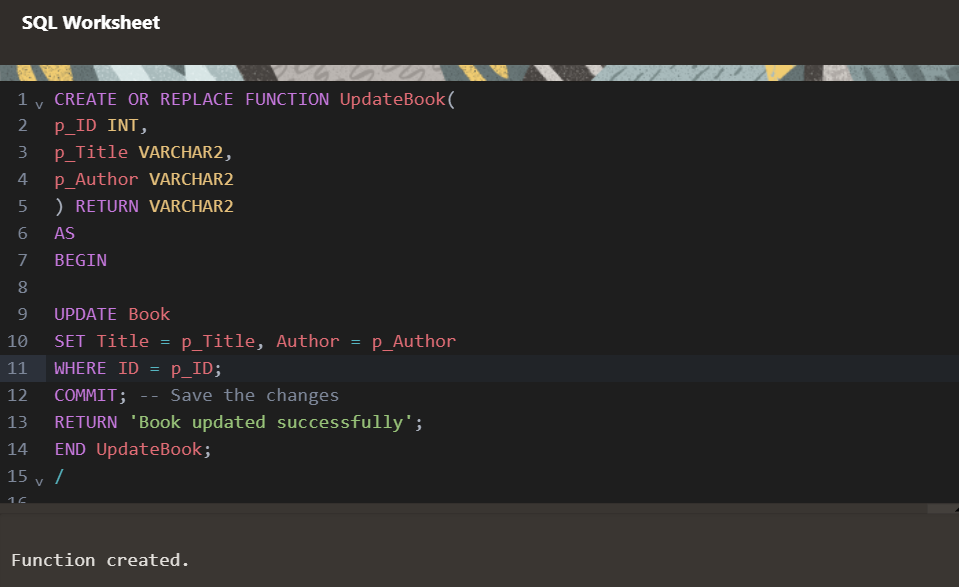 SQL Worksheet
1 v CREATE OR REPLACE FUNCTION UpdateBook(
2 p_ID INT,
3 p_Title VARCHAR2,
4 p_Author VARCHAR2
5 ) RETURN VARCHAR2
6 AS
7 BEGIN
8
9 UPDATE Book
10 SET Title = p_Title, Author = p_Author
11 WHERE ID = p_ID;
12 COMMIT; -- Save the changes
13 RETURN 'Book updated successfully';
14 END UpdateBook;
15 v /
16
Function created.